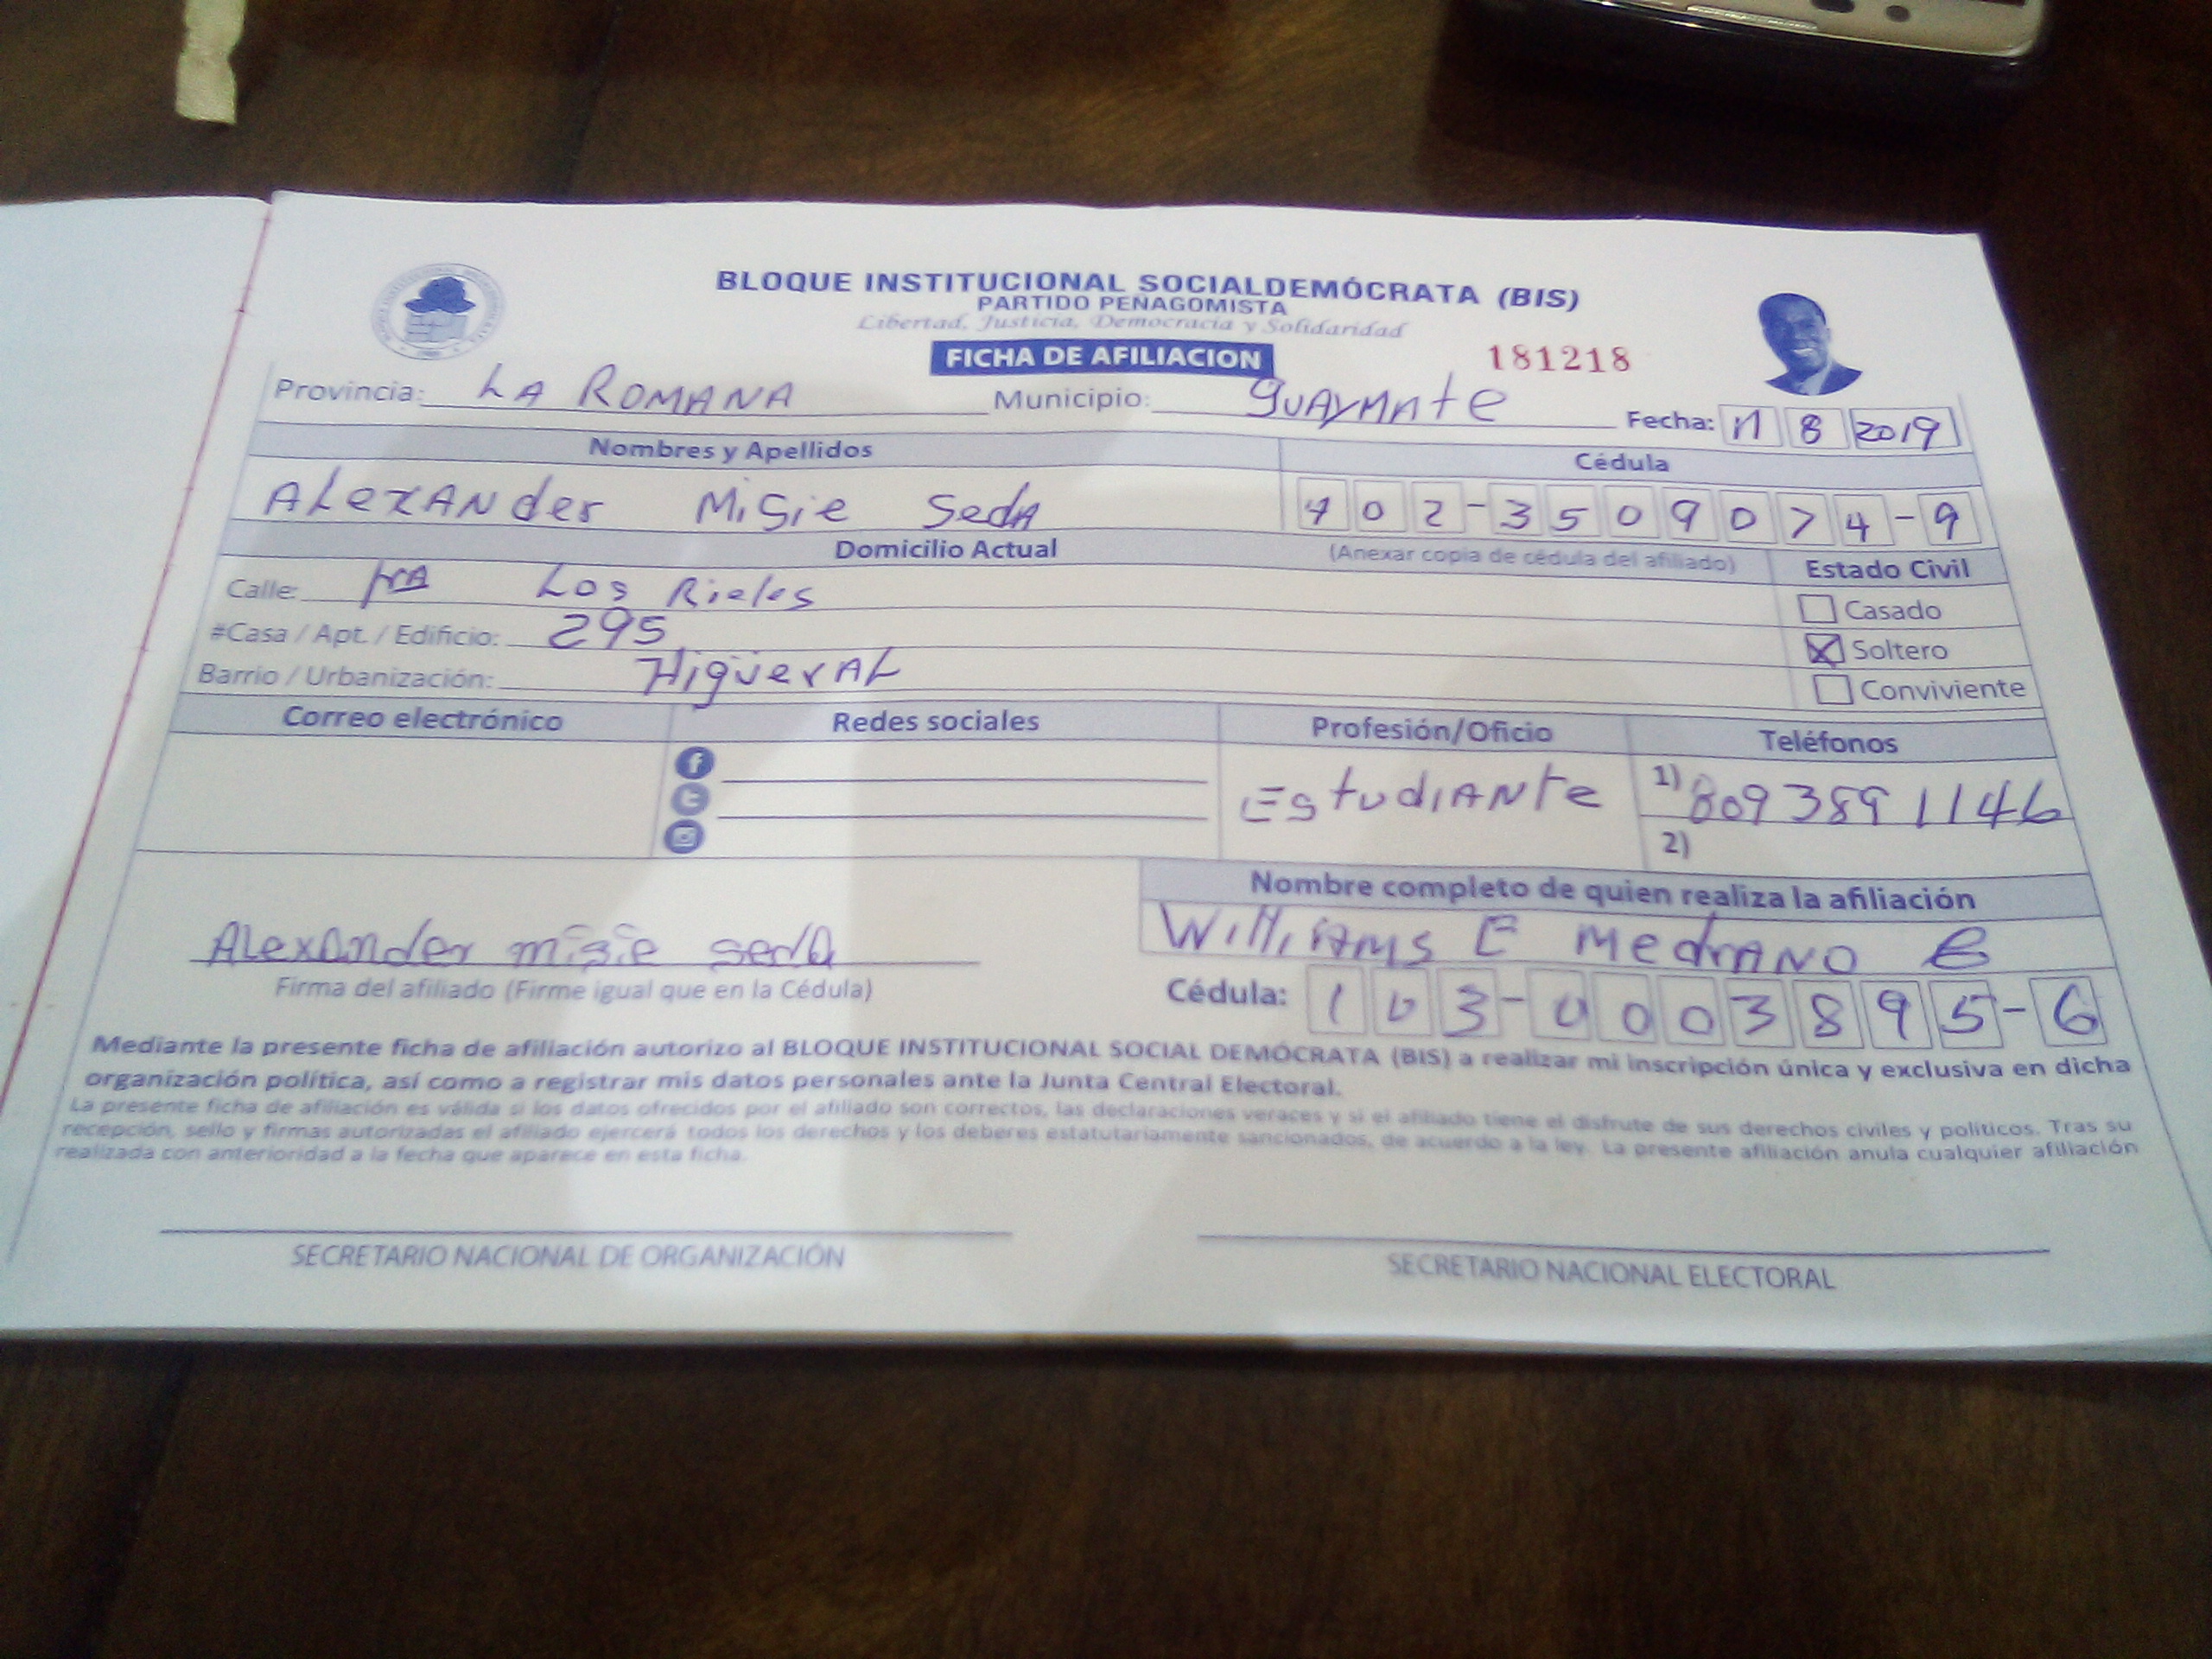 BLOQUE INSTITUCIONAL SOCIALDEMÓCRATA (BIS)
PARTIDO PEÑAGOMISTA
Libertad, Justicia, Democracia y Solidaridad
FICHA DE AFILIACION
181218
Provincia: LA ROMANA Municipio: guaymate Fecha: 11 8 2019
Nombres y Apellidos Cédula
Alexander Misie Seda 402-3509074-9
Domicilio Actual (Anexar copia de cédula del afiliado) Estado Civil
Calle: Los Rieles
Casado
#Casa / Apt. / Edificio: 295
Soltero
Barrio / Urbanización: Higueral
Conviviente
Correo electrónico Redes sociales Profesión/Oficio Teléfonos
Estudiante 1) 8093891146
2)
Nombre completo de quien realiza la afiliación
Williams E Medrano B
Alexander misie seda
Firma del afiliado (Firme igual que en la Cédula)
Cédula: 103-0003895-6
Mediante la presente ficha de afiliación autorizo al BLOQUE INSTITUCIONAL SOCIAL DEMÓCRATA (BIS) a realizar mi inscripción única y exclusiva en dicha
organización política, así como a registrar mis datos personales ante la Junta Central Electoral.
La presente ficha de afiliación es válida si los datos ofrecidos por el afiliado son correctos, las declaraciones veraces y si el afiliado tiene el disfrute de sus derechos civiles y políticos. Tras su
recepción, sello y firmas autorizadas el afiliado ejercerá todos los derechos y los deberes estatutariamente sancionados, de acuerdo a la ley. La presente afiliación anula cualquier afiliación
realizada con anterioridad a la fecha que aparece en esta ficha.
SECRETARIO NACIONAL DE ORGANIZACIÓN
SECRETARIO NACIONAL ELECTORAL